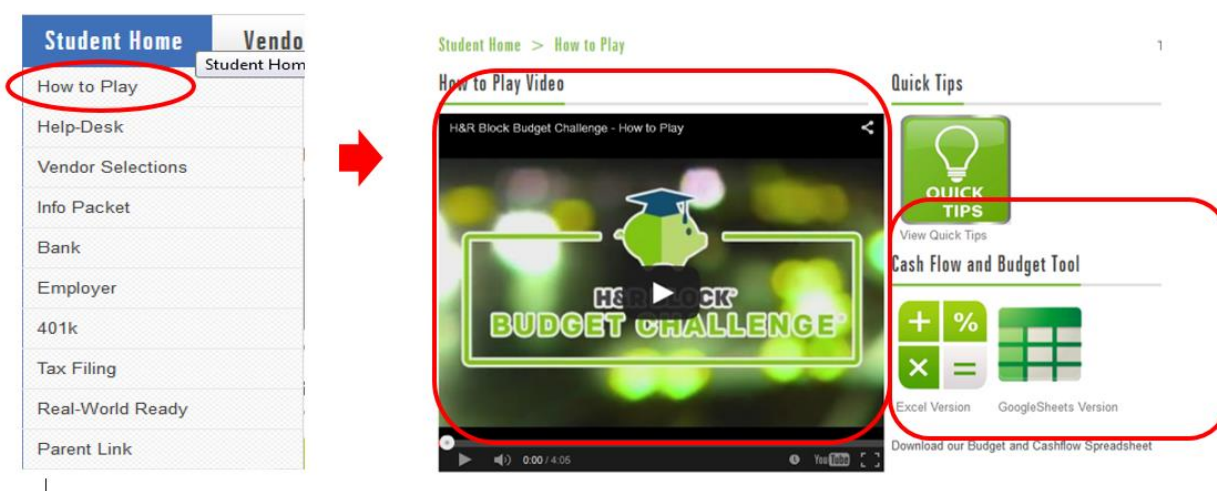 Student Home
Vendo
Student Hom
How to Play
Help-Desk
Vendor Selections
Info Packet
Bank
Employer
401k
Tax Filing
Real-World Ready
Parent Link
Student Home > How to Play
How to Play Video
H&R Block Budget Challenge - How to Play
H&R BLOCK
BUDGET CHALLENGE
0:00 / 4:05
YouTube
Quick Tips
QUICK
TIPS
View Quick Tips
Cash Flow and Budget Tool
+ %
× =
Excel Version
GoogleSheets Version
Download our Budget and Cashflow Spreadsheet